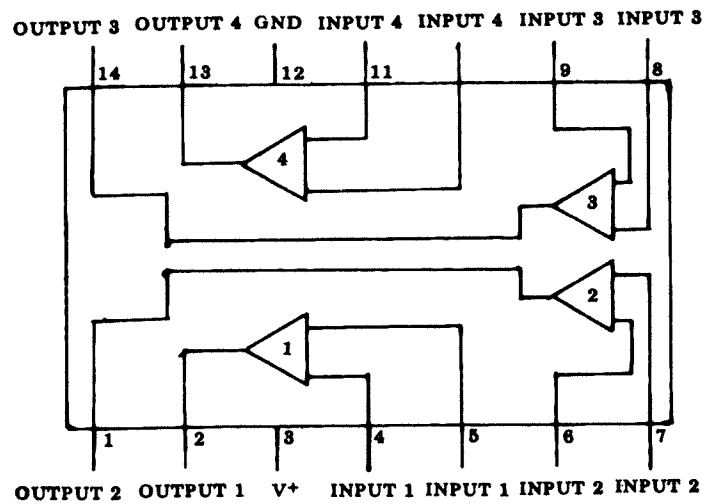 OUTPUT 3 OUTPUT 4 GND INPUT 4 INPUT 4 INPUT 3 INPUT 3
14 13 12 11 9 8
4
3
2
1
1 2 3 4 5 6 7
OUTPUT 2 OUTPUT 1 V+ INPUT 1 INPUT 1 INPUT 2 INPUT 2